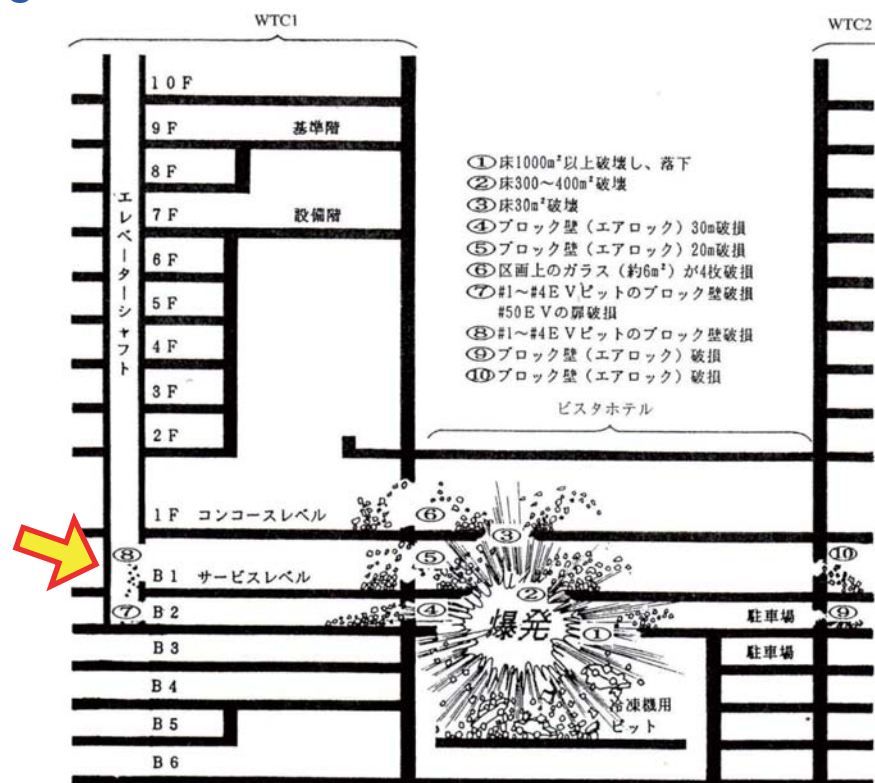 WTC1
WTC2
10F
9F 基準階
8F
7F 設備階
6F
5F
4F
3F
2F
エレベーターシャフト
①床1000m²以上破壊し、落下
②床300～400m²破壊
③床30m²破壊
④ブロック壁（エアロック）30m破損
⑤ブロック壁（エアロック）20m破損
⑥区画上のガラス（約6m²）が4枚破損
⑦#1～#4EVピットのブロック壁破損
#50EVの扉破損
⑧#1～#4EVピットのブロック壁破損
⑨ブロック壁（エアロック）破損
⑩ブロック壁（エアロック）破損
ビスタホテル
1F コンコースレベル
⑥
③
⑧
⑤
⑩
B1 サービスレベル
②
⑦
B2
④
爆発
①
駐車場
⑨
B3
駐車場
B4
冷凍機用
ピット
B5
B6